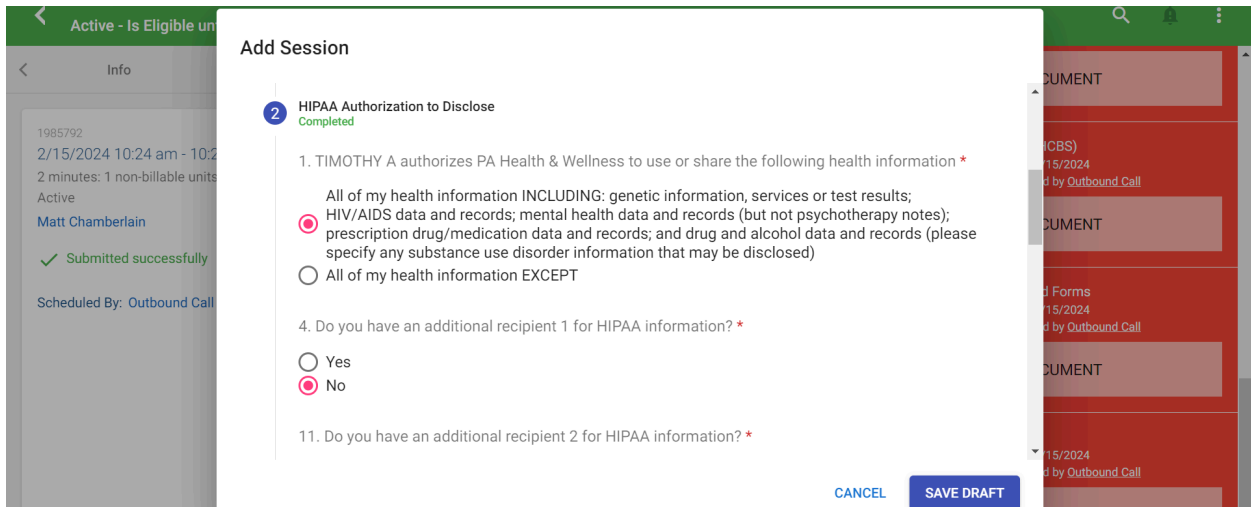 Active - Is Eligible un
Info
1985792
2/15/2024 10:24 am - 10:2
2 minutes: 1 non-billable units
Active
Matt Chamberlain
Submitted successfully
Scheduled By: Outbound Call
Add Session
2
HIPAA Authorization to Disclose
Completed
1. TIMOTHY A authorizes PA Health & Wellness to use or share the following health information *
All of my health information INCLUDING: genetic information, services or test results;
HIV/AIDS data and records; mental health data and records (but not psychotherapy notes);
prescription drug/medication data and records; and drug and alcohol data and records (please
specify any substance use disorder information that may be disclosed)
All of my health information EXCEPT
4. Do you have an additional recipient 1 for HIPAA information? *
Yes
No
11. Do you have an additional recipient 2 for HIPAA information? *
CANCEL
SAVE DRAFT
CUMENT
HCBS)
/15/2024
d by Outbound Call
CUMENT
d Forms
/15/2024
d by Outbound Call
CUMENT
/15/2024
d by Outbound Call